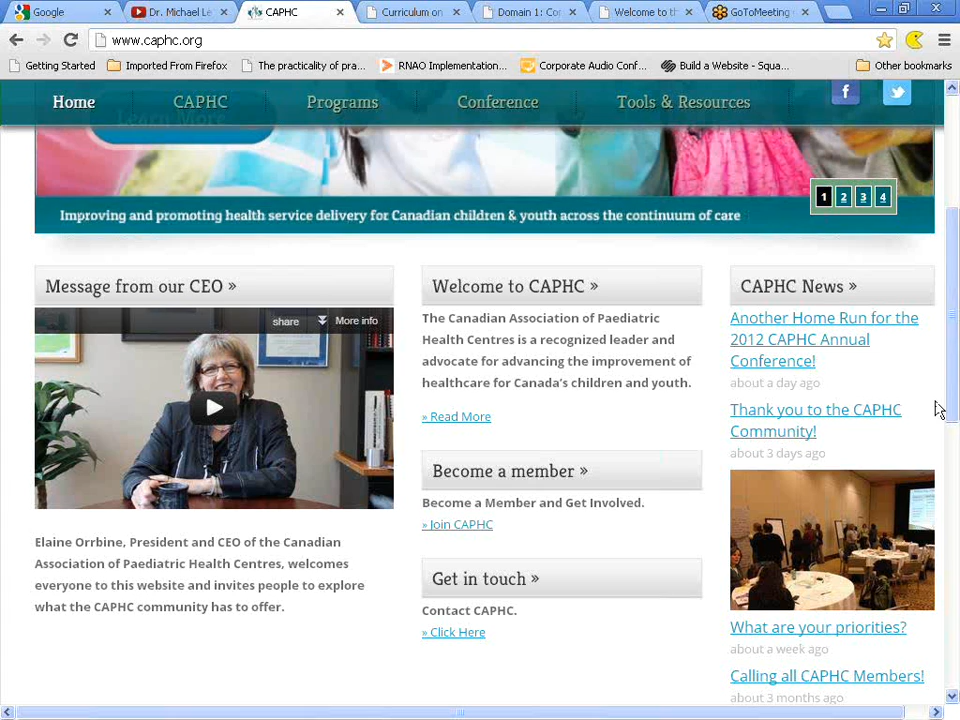 Google
Dr. Michael Le
CAPHC
Curriculum on
Domain 1: Co
Welcome to th
GoToMeeting
www.caphc.org
Getting Started
Imported From Firefox
The practicality of pra...
RNAO Implementation...
Corporate Audio Conf...
Build a Website - Squa...
Other bookmarks
Home
CAPHC
Programs
Conference
Tools & Resources
Learn More
1 2 3 4
Improving and promoting health service delivery for Canadian children & youth across the continuum of care
Message from our CEO »
share
More info
Elaine Orrbine, President and CEO of the Canadian
Association of Paediatric Health Centres, welcomes
everyone to this website and invites people to explore
what the CAPHC community has to offer.
Welcome to CAPHC »
The Canadian Association of Paediatric
Health Centres is a recognized leader and
advocate for advancing the improvement of
healthcare for Canada's children and youth.
» Read More
Become a member »
Become a Member and Get Involved.
» Join CAPHC
Get in touch »
Contact CAPHC.
» Click Here
CAPHC News »
Another Home Run for the
2012 CAPHC Annual
Conference!
about a day ago
Thank you to the CAPHC
Community!
about 3 days ago
What are your priorities?
about a week ago
Calling all CAPHC Members!
about 3 months ago